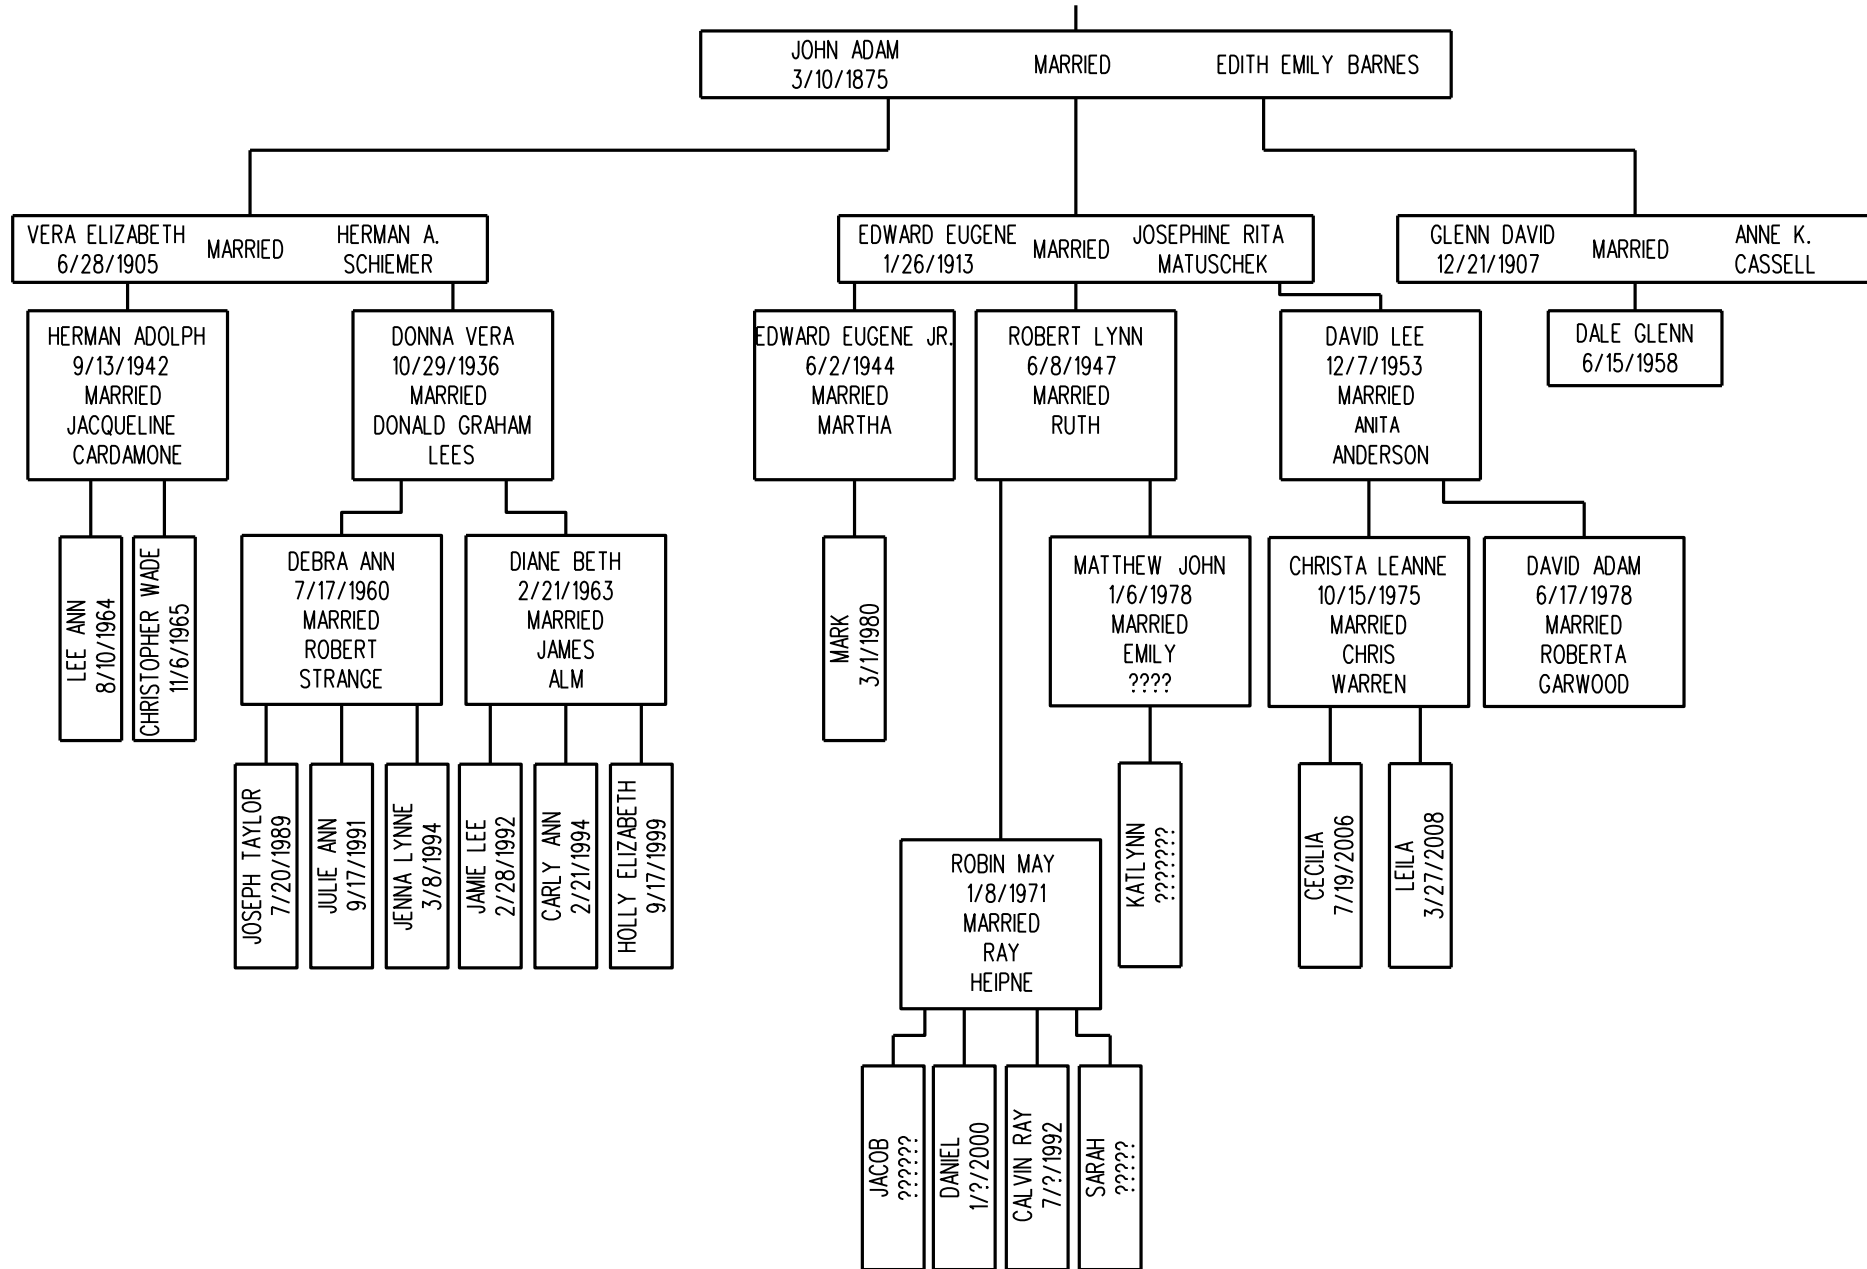 JOHN ADAM
3/10/1875
MARRIED
EDITH EMILY BARNES
VERA ELIZABETH
6/28/1905
MARRIED
HERMAN A.
SCHIEMER
EDWARD EUGENE
1/26/1913
MARRIED
JOSEPHINE RITA
MATUSCHEK
GLENN DAVID
12/21/1907
MARRIED
ANNE K.
CASSELL
HERMAN ADOLPH
9/13/1942
MARRIED
JACQUELINE
CARDAMONE
DONNA VERA
10/29/1936
MARRIED
DONALD GRAHAM
LEES
EDWARD EUGENE JR.
6/2/1944
MARRIED
MARTHA
ROBERT LYNN
6/8/1947
MARRIED
RUTH
DAVID LEE
12/7/1953
MARRIED
ANITA
ANDERSON
DALE GLENN
6/15/1958
LEE ANN
8/10/1964
CHRISTOPHER WADE
11/6/1965
DEBRA ANN
7/17/1960
MARRIED
ROBERT
STRANGE
DIANE BETH
2/21/1963
MARRIED
JAMES
ALM
MARK
3/1/1980
MATTHEW JOHN
1/6/1978
MARRIED
EMILY
????
CHRISTA LEANNE
10/15/1975
MARRIED
CHRIS
WARREN
DAVID ADAM
6/17/1978
MARRIED
ROBERTA
GARWOOD
JOSEPH TAYLOR
7/20/1989
JULIE ANN
9/17/1991
JENNA LYNNE
3/8/1994
JAMIE LEE
2/28/1992
CARLY ANN
2/21/1994
HOLLY ELIZABETH
9/17/1999
ROBIN MAY
1/8/1971
MARRIED
RAY
HEIPNE
KATLYNN
????????
CECILIA
7/19/2006
LEILA
3/27/2008
JACOB
??????
DANIEL
1/?/2000
CALVIN RAY
7/?/1992
SARAH
?????